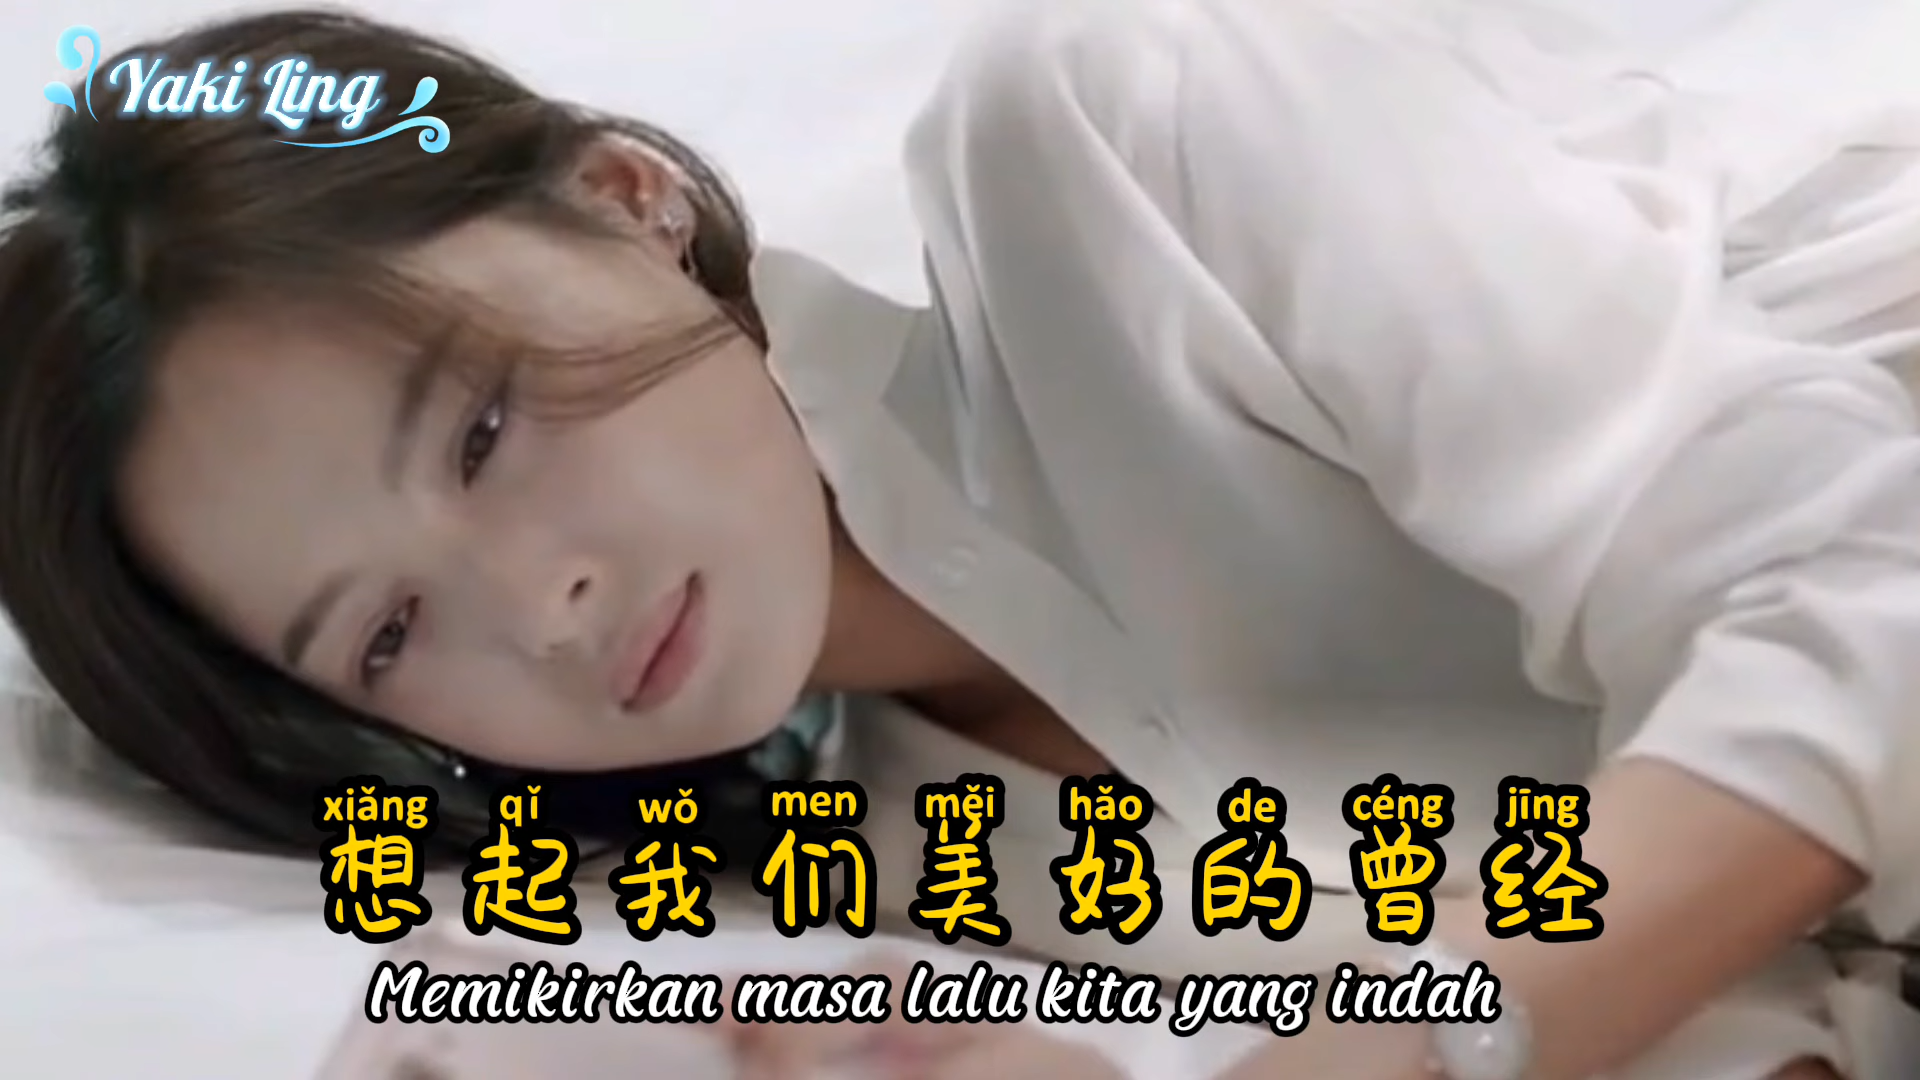 Yaki Ling
xiǎng qǐ wǒ men měi hǎo de céng jīng
想起我们美好的曾经
Memikirkan masa lalu kita yang indah